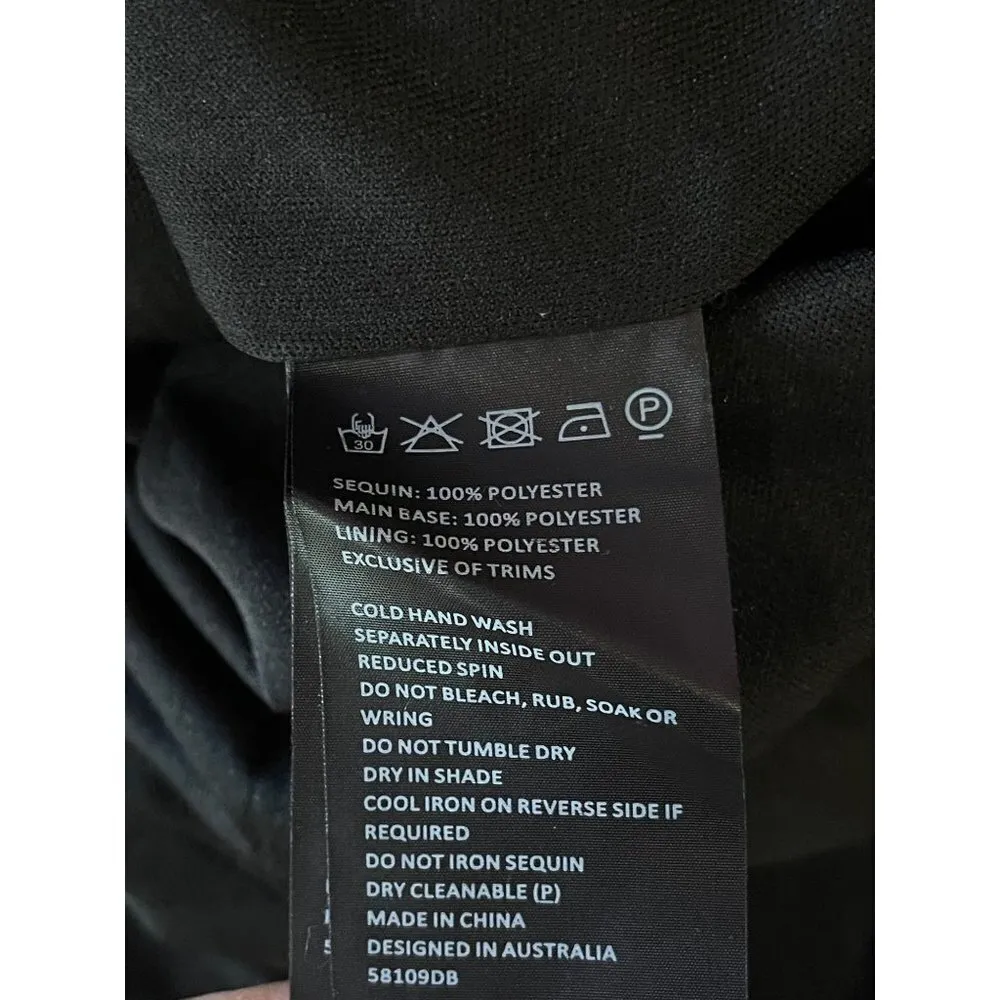 30
P
SEQUIN: 100% POLYESTER
MAIN BASE: 100% POLYESTER
LINING: 100% POLYESTER
EXCLUSIVE OF TRIMS
COLD HAND WASH
SEPARATELY INSIDE OUT
REDUCED SPIN
DO NOT BLEACH, RUB, SOAK OR
WRING
DO NOT TUMBLE DRY
DRY IN SHADE
COOL IRON ON REVERSE SIDE IF
REQUIRED
DO NOT IRON SEQUIN
DRY CLEANABLE (P)
MADE IN CHINA
DESIGNED IN AUSTRALIA
58109DB